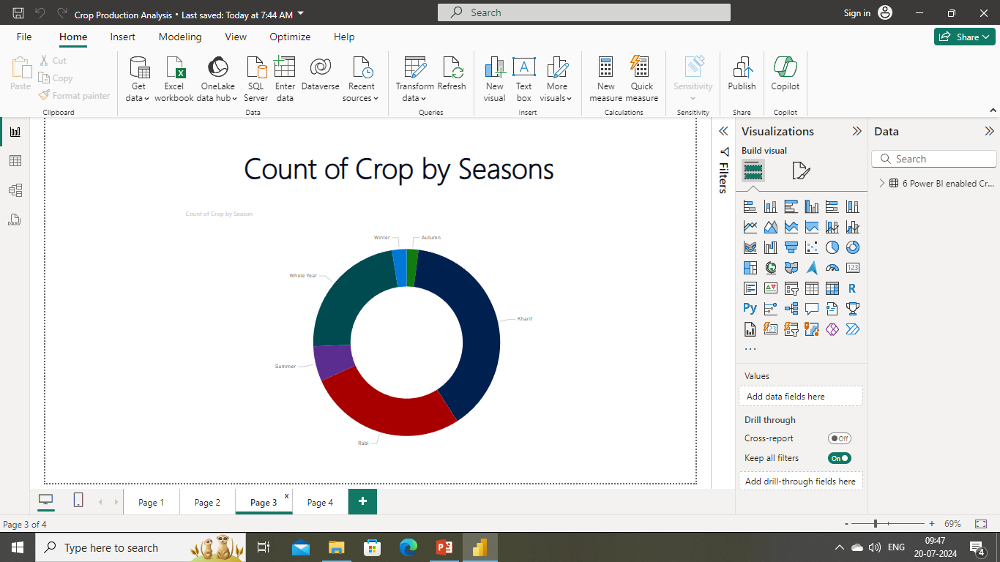 Crop Production Analysis • Last saved: Today at 7:44 AM
Search
Sign in
File Home Insert Modeling View Optimize Help
Share
Paste
Cut
Copy
Format painter
Get data
Excel workbook
OneLake data hub
SQL Server
Enter data
Dataverse
Recent sources
Transform data
Refresh
New visual
Text box
More visuals
New measure
Quick measure
Sensitivity
Publish
Copilot
Clipboard Data Queries Insert Calculations Sensitivity Share Copilot
Count of Crop by Seasons
Count of Crop by Season
Winter
Autumn
Whole Year
Kharif
Summer
Rabi
Filters
Visualizations
Build visual
123
R
Py
123
Values
Add data fields here
Drill through
Cross-report
Off
Keep all filters
On
Add drill-through fields here
Data
Search
6 Power BI enabled Cr...
DAX
Page 1
Page 2
Page 3
x
Page 4
+
Page 3 of 4
- + 69%
Type here to search
ENG
09:47
20-07-2024
4